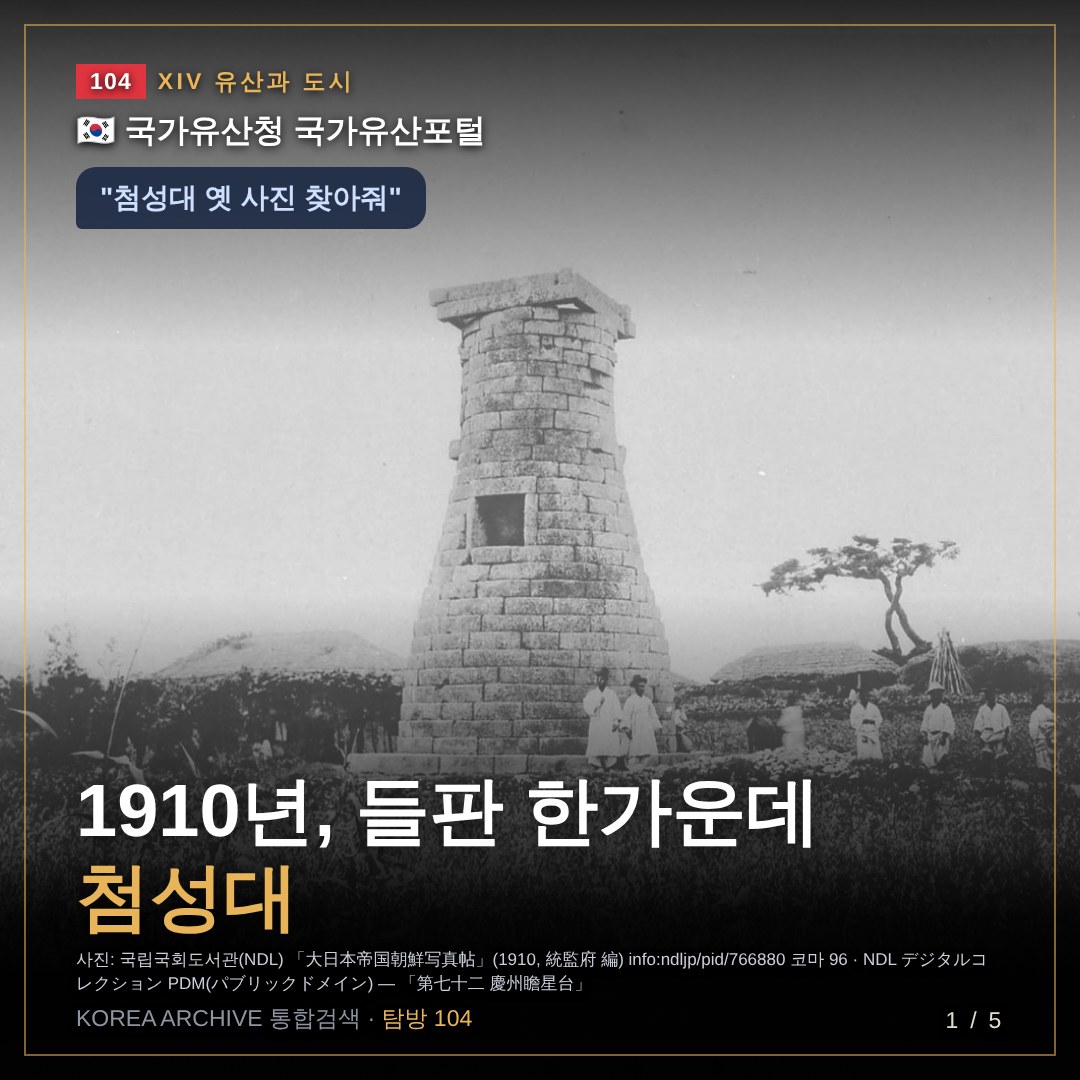 104 XIV 유산과 도시
🇰🇷 국가유산청 국가유산포털
"첨성대 옛 사진 찾아줘"
1910년, 들판 한가운데
첨성대
사진: 국립국회도서관(NDL) 「大日本帝国朝鮮写真帖」(1910, 統監府 編) info:ndljp/pid/766880 코마 96 · NDL デジタルコ
レクション PDM(パブリックドメイン) — 「第七十二 慶州瞻星台」
KOREA ARCHIVE 통합검색 · 탐방 104
1 / 5